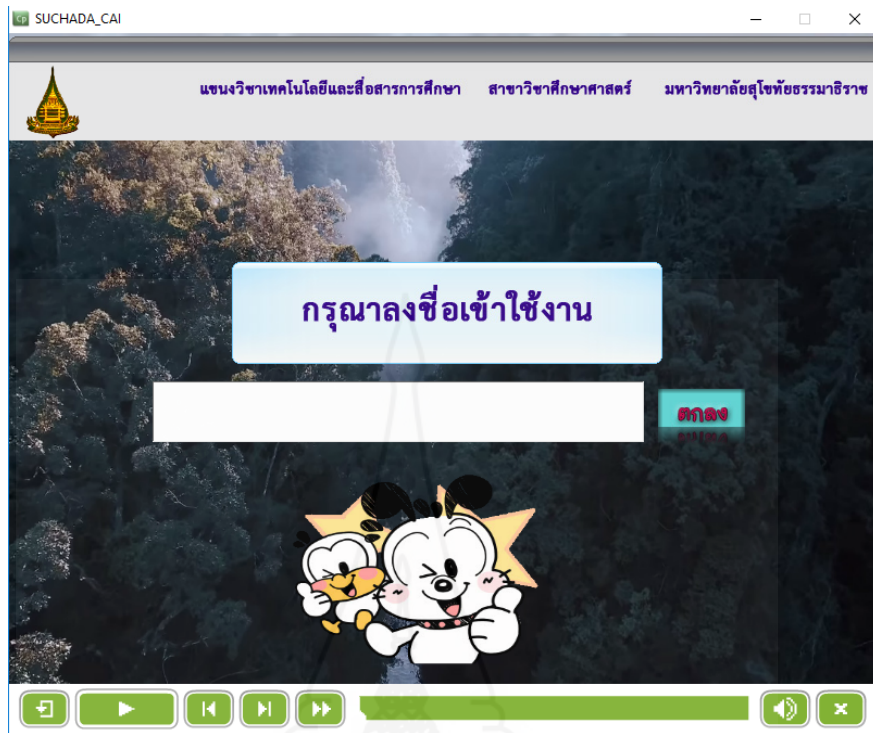 Cp SUCHADA_CAI
แขนงวิชาเทคโนโลยีและสื่อสารการศึกษา สาขาวิชาศึกษาศาสตร์ มหาวิทยาลัยสุโขทัยธรรมาธิราช
กรุณาลงชื่อเข้าใช้งาน
ตกลง